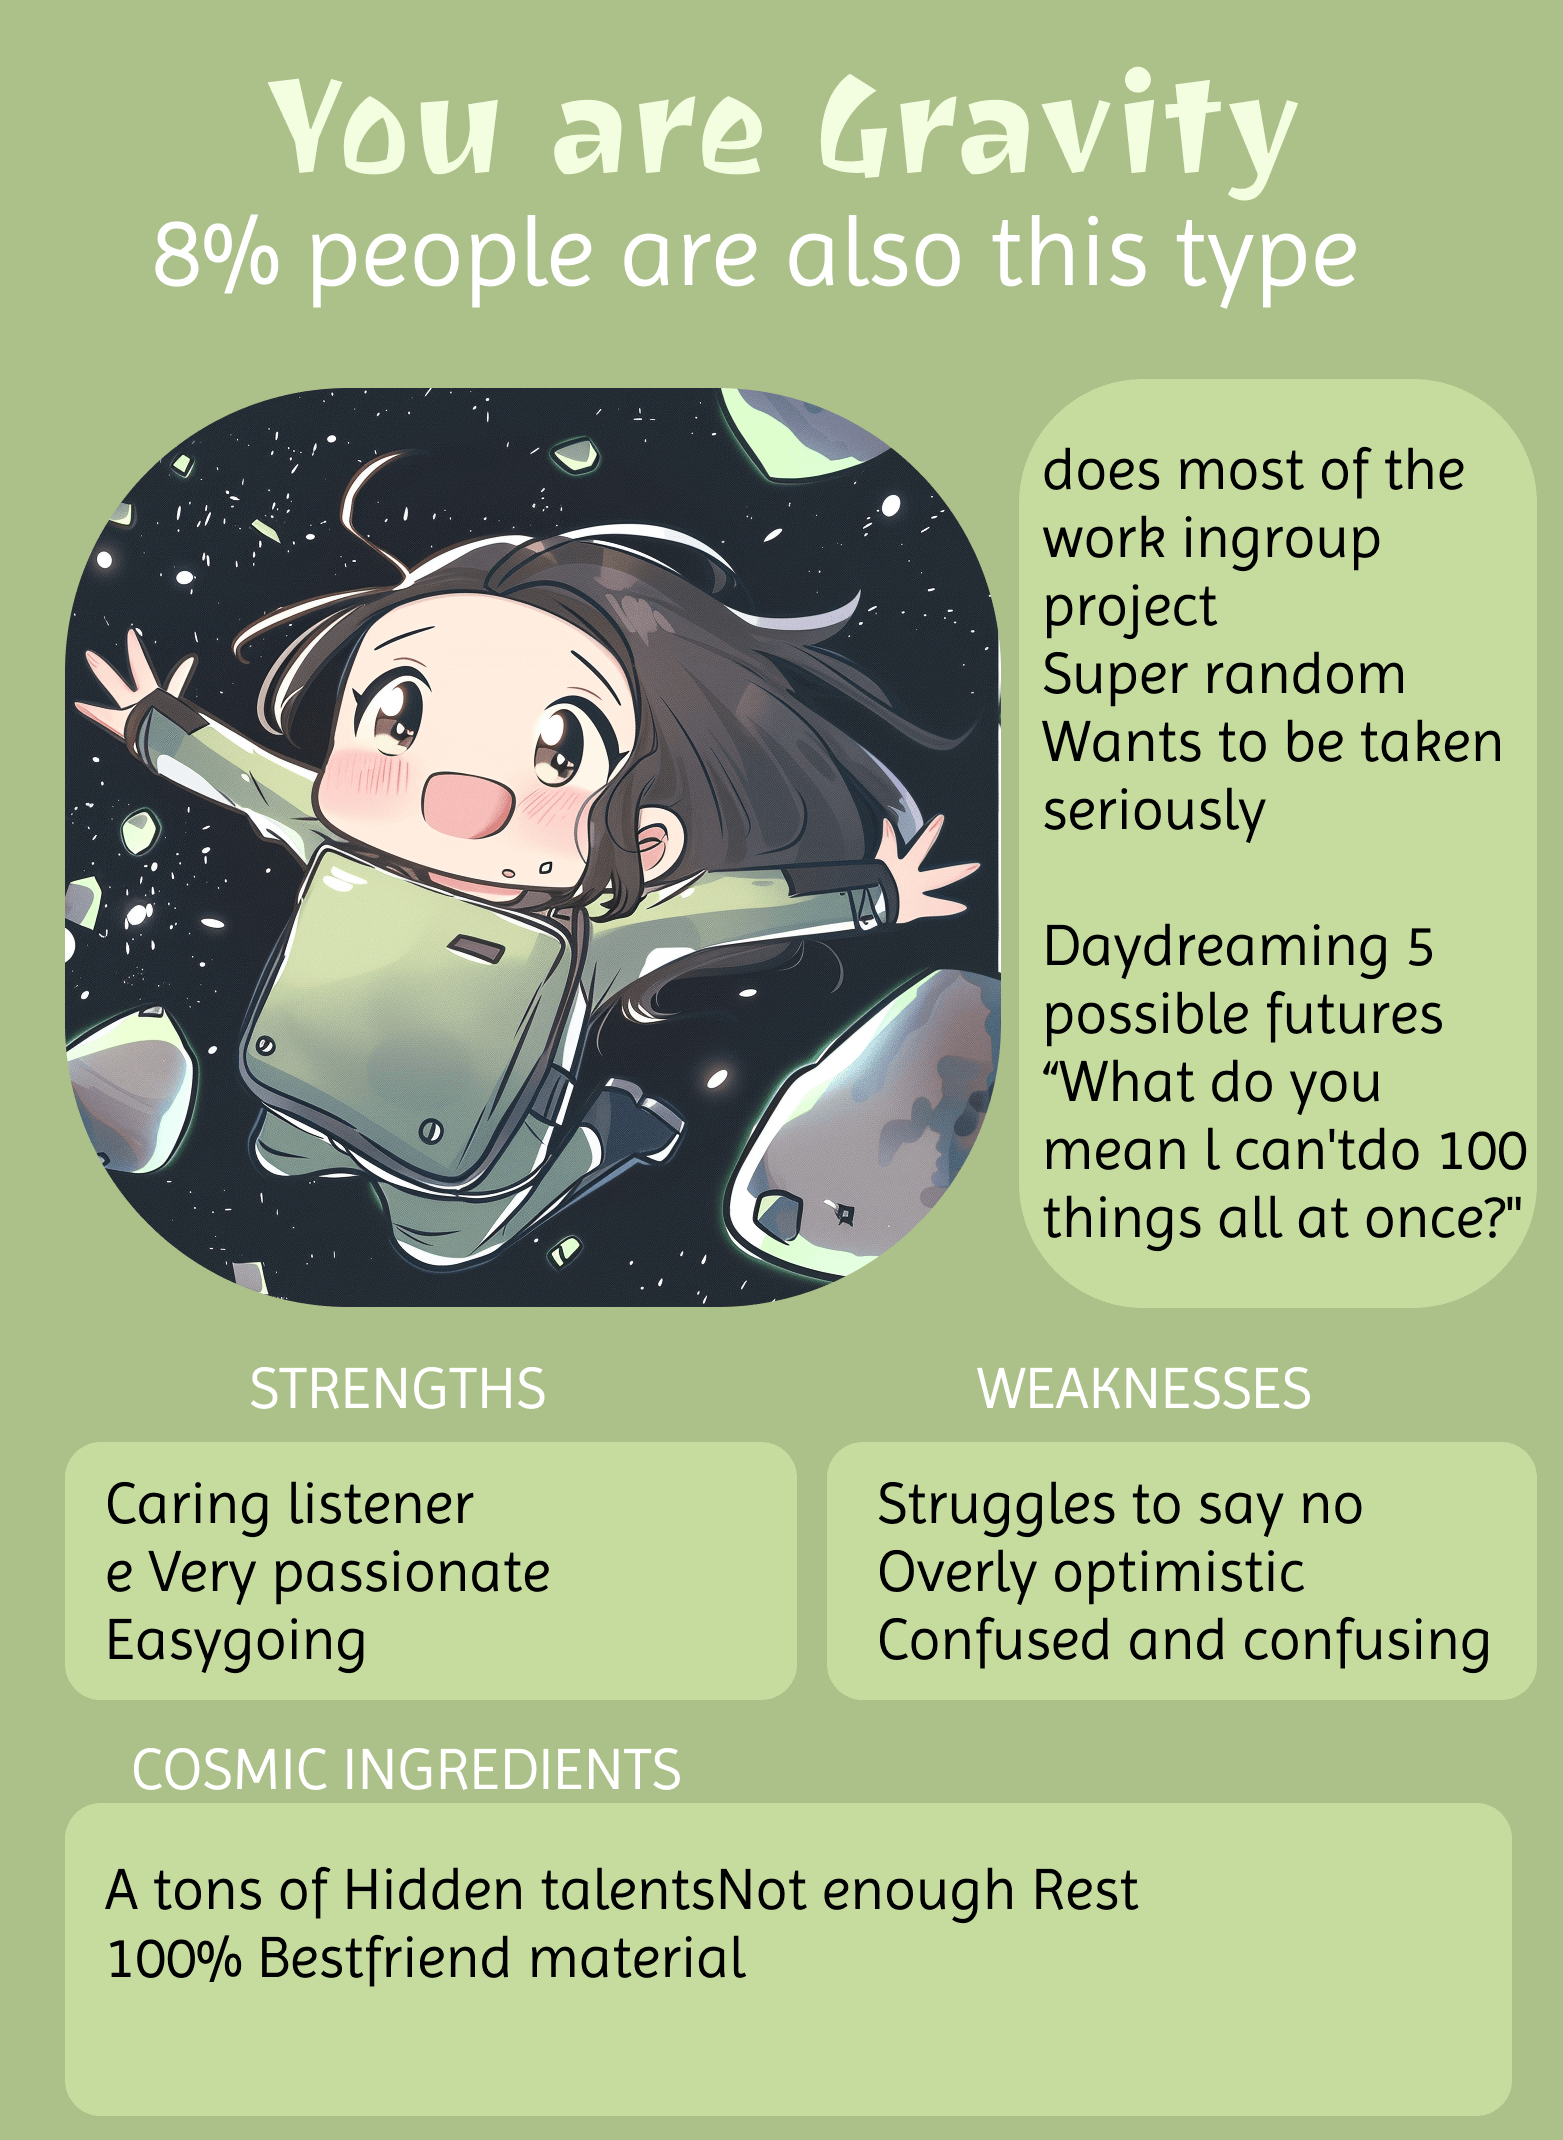 You are Gravity
8% people are also this type
does most of the
work ingroup
project
Super random
Wants to be taken
seriously
Daydreaming 5
possible futures
“What do you
mean l can'tdo 100
things all at once?"
STRENGTHS
WEAKNESSES
Caring listener
e Very passionate
Easygoing
Struggles to say no
Overly optimistic
Confused and confusing
COSMIC INGREDIENTS
A tons of Hidden talentsNot enough Rest
100% Bestfriend material